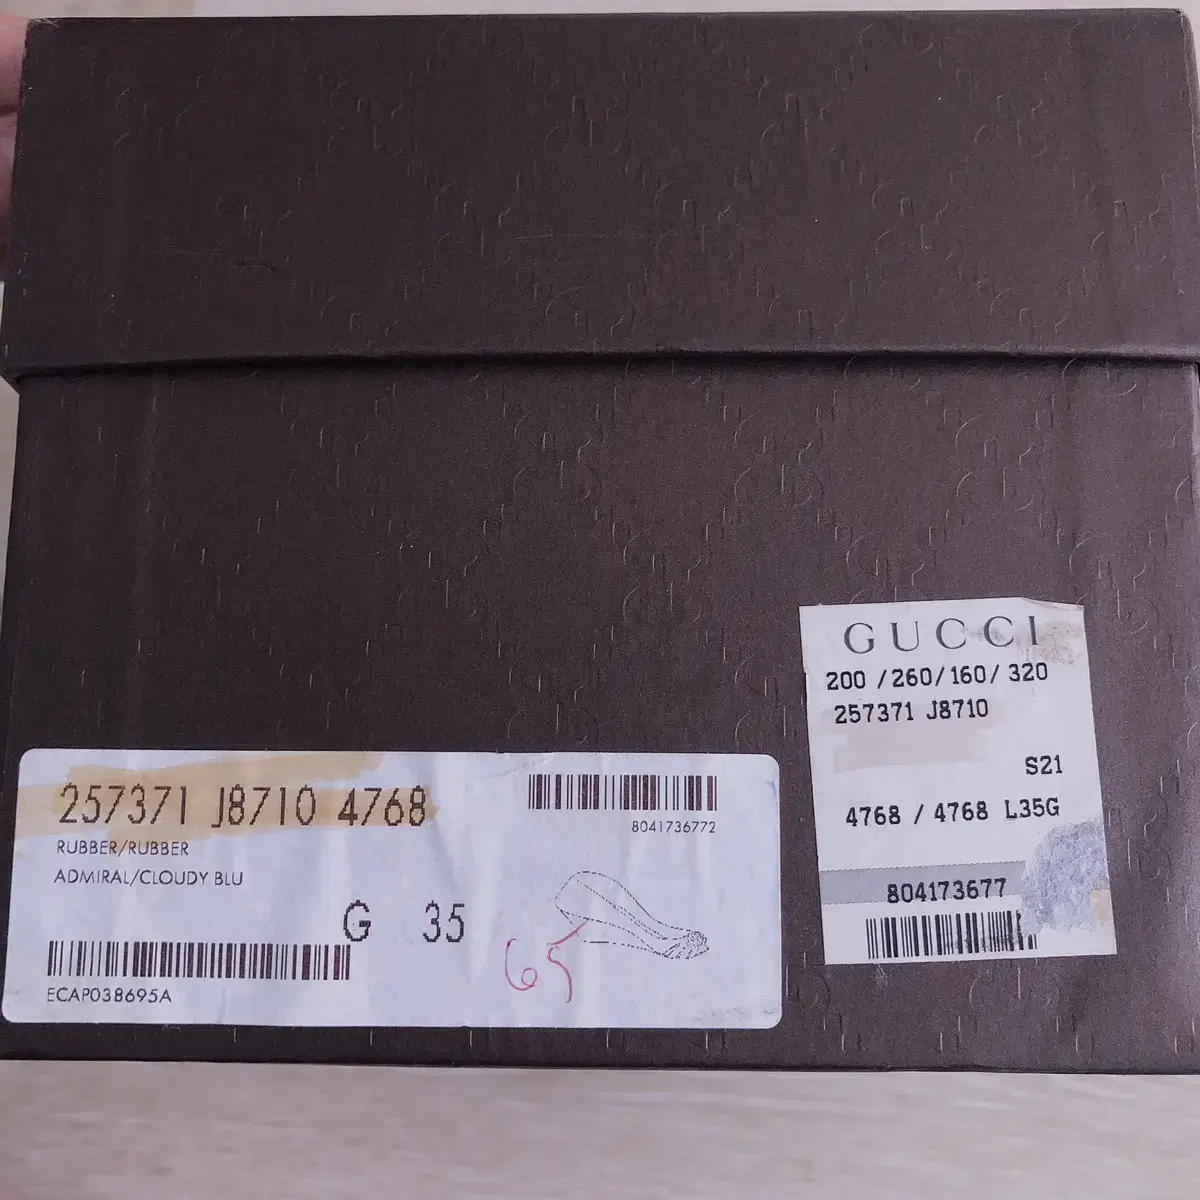 GUCCI
200 / 260/ 160/ 320
257371 J8710
S21
4768 / 4768 L35G
804173677
257371 J8710 4768
RUBBER/RUBBER
ADMIRAL/CLOUDY BLU
8041736772
G 35
65
ECAP038695A